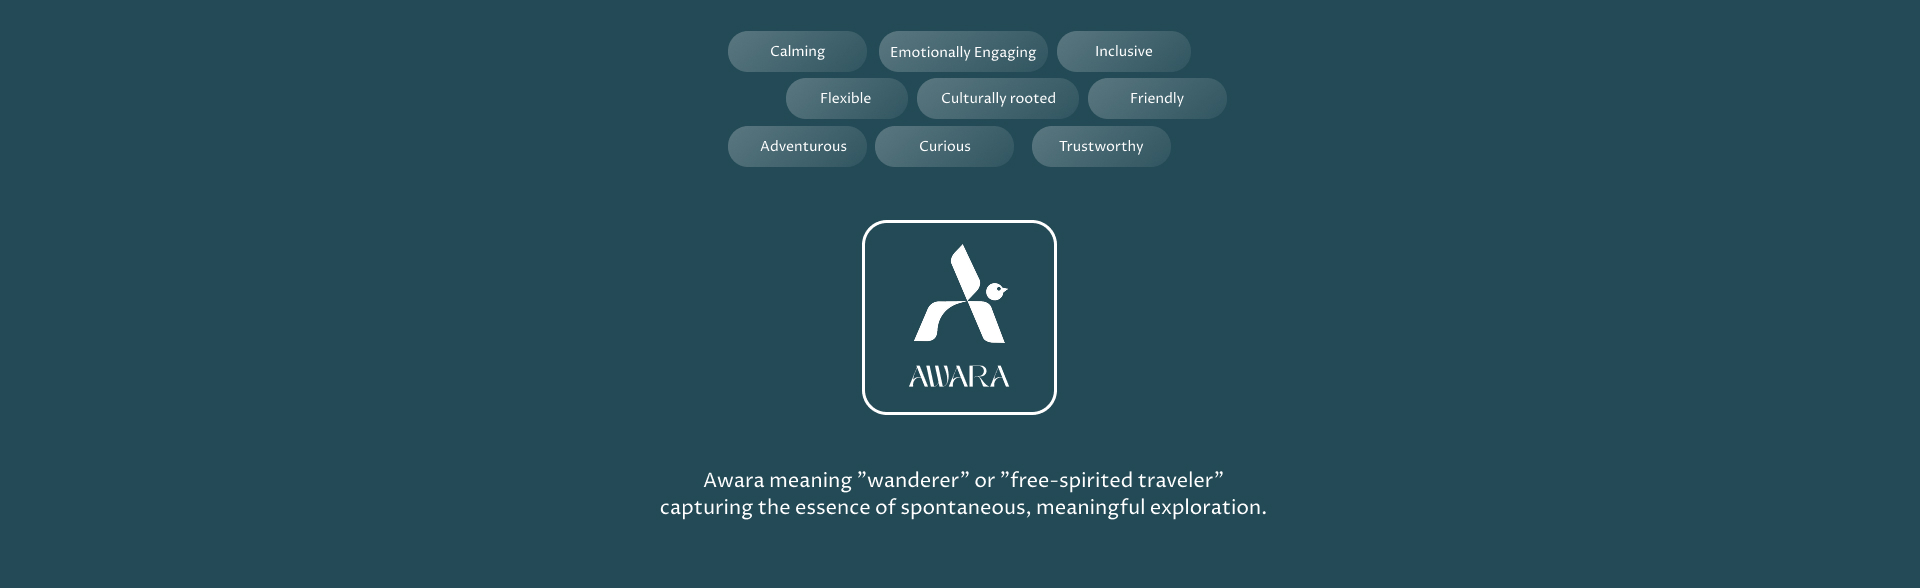 Calming Emotionally Engaging Inclusive
Flexible Culturally rooted Friendly
Adventurous Curious Trustworthy
AWARA
Awara meaning ”wanderer” or ”free-spirited traveler”
capturing the essence of spontaneous, meaningful exploration.